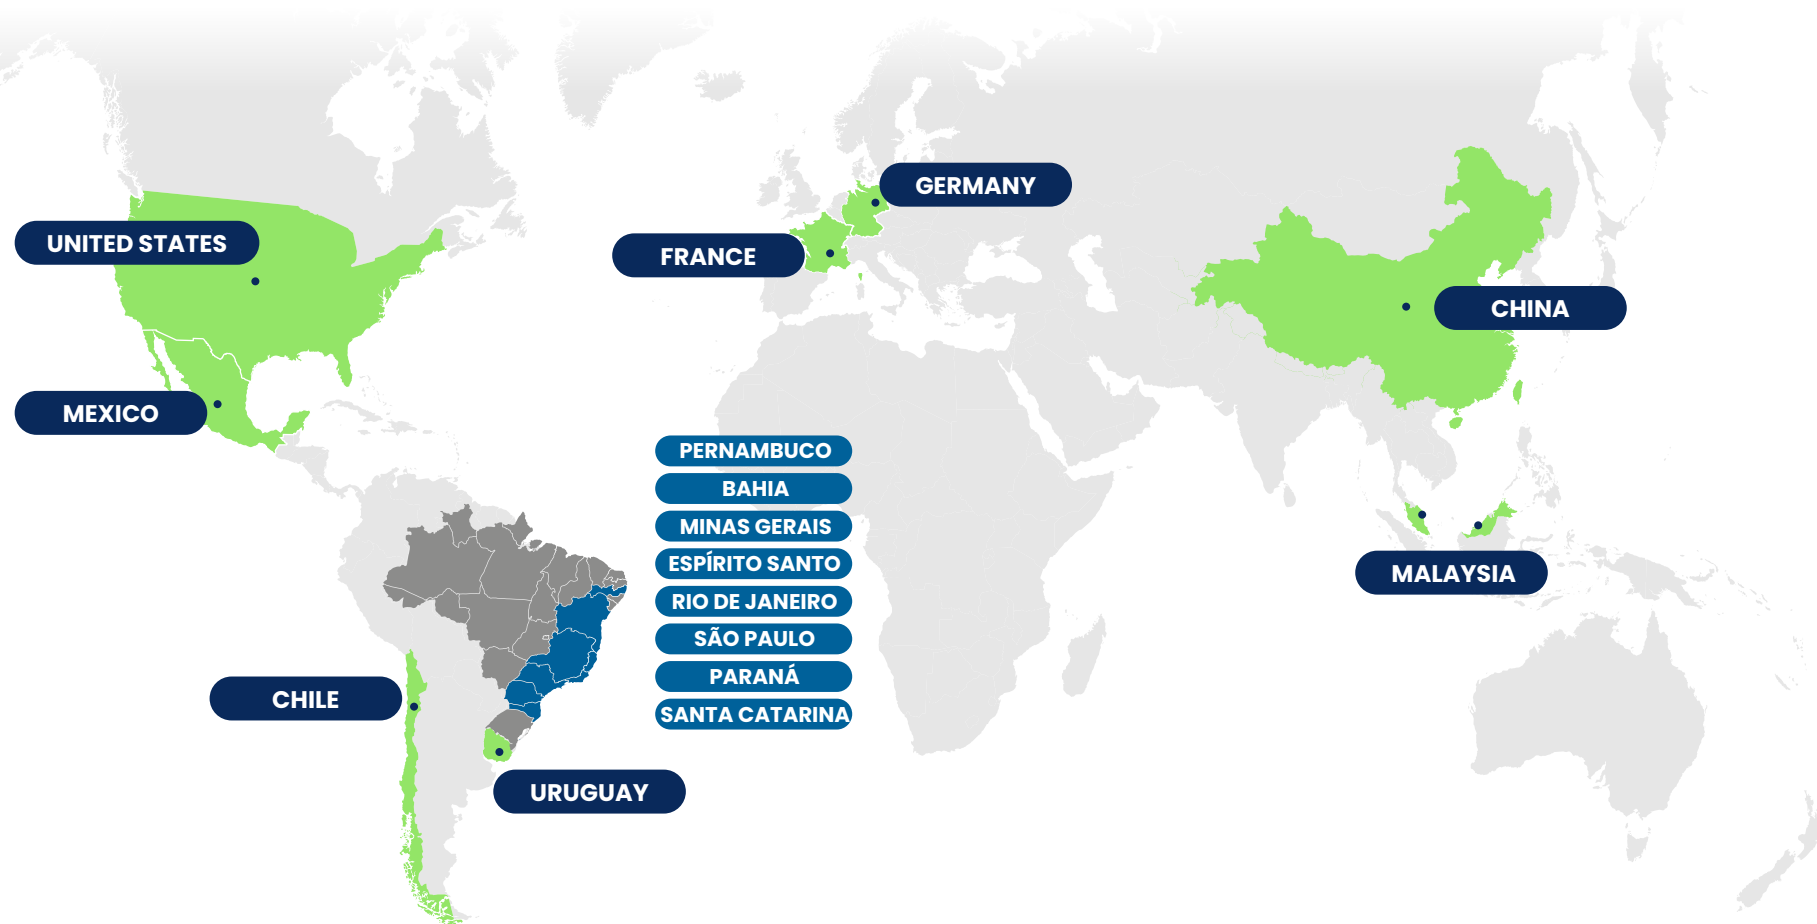 GERMANY
UNITED STATES
FRANCE
CHINA
MEXICO
PERNAMBUCO
BAHIA
MINAS GERAIS
ESPÍRITO SANTO
RIO DE JANEIRO
SÃO PAULO
PARANÁ
SANTA CATARINA
MALAYSIA
CHILE
URUGUAY